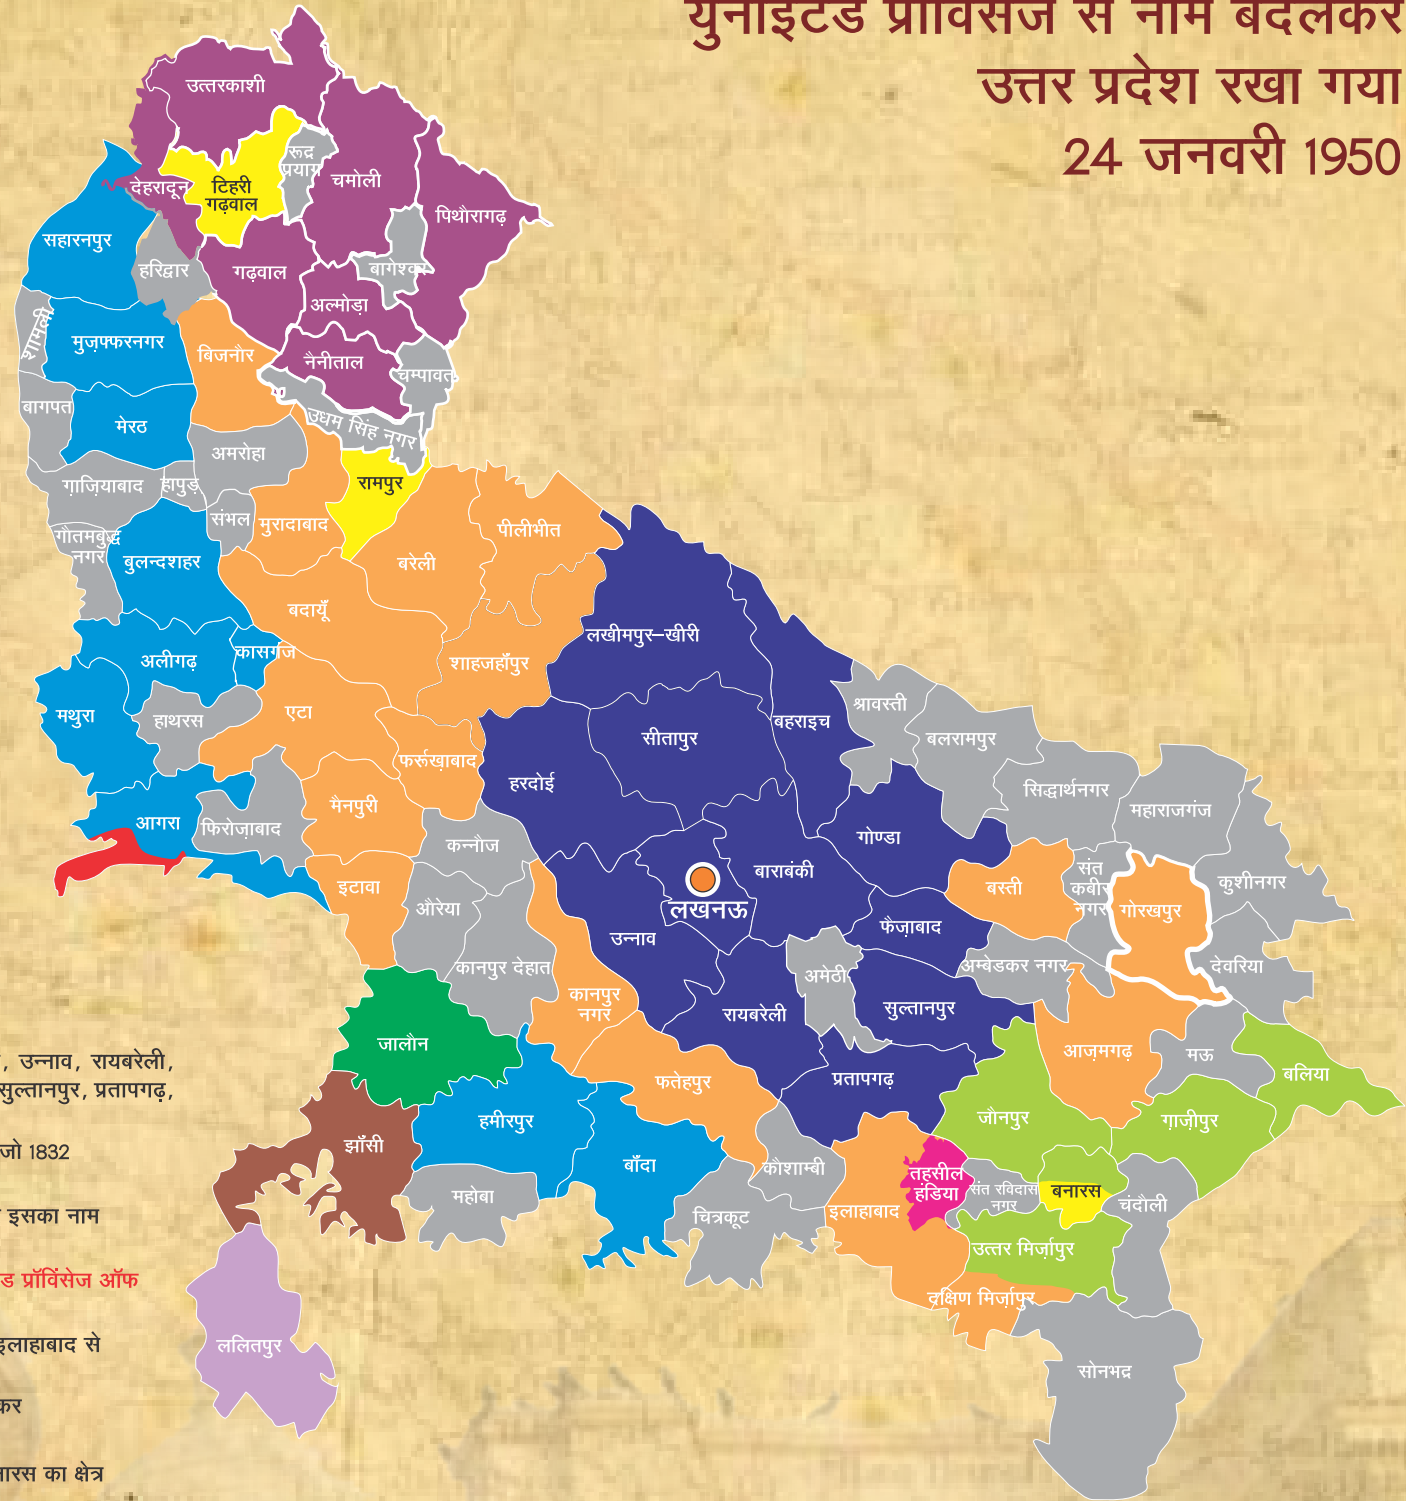 युनाइटेड प्रॉविंसेज से नाम बदलकर
उत्तर प्रदेश रखा गया
24 जनवरी 1950
उत्तरकाशी
रूद्र
प्रयाग
चमोली
देहरादून
टिहरी
गढ़वाल
पिथौरागढ़
सहारनपुर
हरिद्वार
गढ़वाल
बागेश्वर
अल्मोड़ा
शामली
मुज़फ्फरनगर
बिजनौर
नैनीताल
चम्पावत
बागपत
मेरठ
उधम सिंह नगर
अमरोहा
ग़ाज़ियाबाद
हापुड़
रामपुर
संभल
मुरादाबाद
पीलीभीत
गौतमबुद्ध
नगर
बुलन्दशहर
बरेली
बदायूँ
लखीमपुर–खीरी
अलीगढ़
कासगंज
शाहजहाँपुर
मथुरा
हाथरस
एटा
श्रावस्ती
बहराइच
सीतापुर
बलरामपुर
फर्रूख़ाबाद
हरदोई
सिद्धार्थनगर
महाराजगंज
मैनपुरी
आगरा
फिरोज़ाबाद
गोण्डा
कन्नौज
बाराबंकी
संत
कबीर
नगर
कुशीनगर
इटावा
बस्ती
औरेया
लखनऊ
गोरखपुर
फैज़ाबाद
उन्नाव
कानपुर देहात
अमेठी
अम्बेडकर नगर
देवरिया
कानपुर
नगर
रायबरेली
सुल्तानपुर
जालौन
आज़मगढ़
मऊ
, उन्नाव, रायबरेली,
सुल्तानपुर, प्रतापगढ़,
फतेहपुर
प्रतापगढ़
बलिया
हमीरपुर
जौनपुर
ग़ाज़ीपुर
जो 1832
झाँसी
बाँदा
कौशाम्बी
तहसील
हंडिया
संत रविदास
नगर
बनारस
महोबा
चंदौली
इसका नाम
चित्रकूट
इलाहाबाद
उत्तर मिर्ज़ापुर
ड प्रॉविंसेज ऑफ
दक्षिण मिर्ज़ापुर
इलाहाबाद से
ललितपुर
सोनभद्र
कर
नारस का क्षेत्र